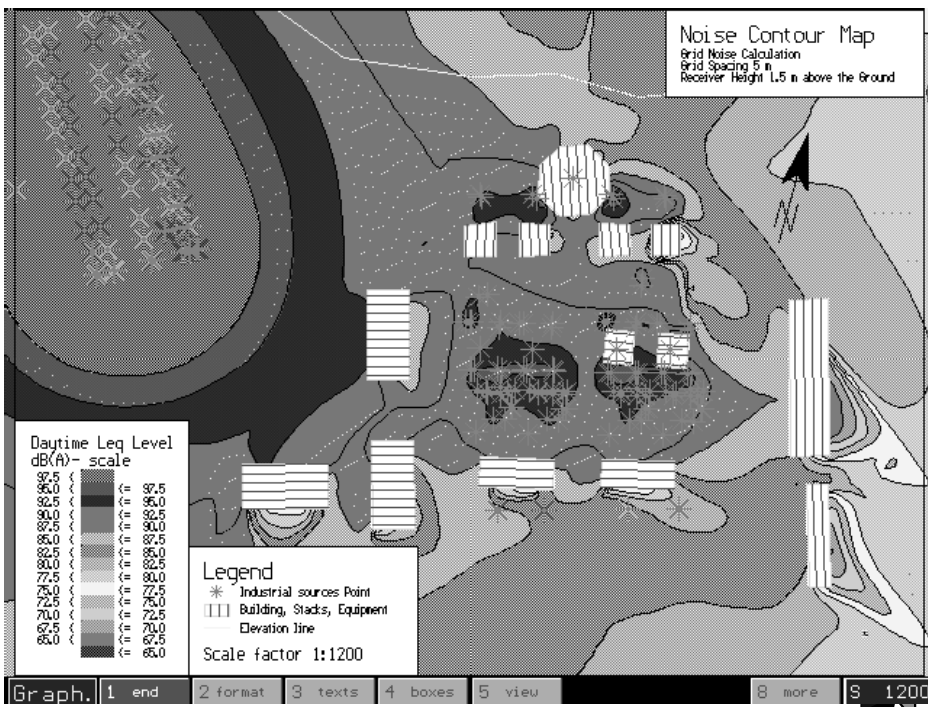 Noise Contour Map
Grid Noise Calculation
Grid Spacing 5 m
Receiver Height 1.5 m above the Ground
N
Daytime Leq Level
dB(A)- scale
97.5 <
95.0 < <= 97.5
92.5 < <= 95.0
90.0 < <= 92.5
87.5 < <= 90.0
85.0 < <= 87.5
82.5 < <= 85.0
80.0 < <= 82.5
77.5 < <= 80.0
75.0 < <= 77.5
72.5 < <= 75.0
70.0 < <= 72.5
67.5 < <= 70.0
65.0 < <= 67.5
<= 65.0
Legend
Industrial sources Point
Building, Stacks, Equipment
Elevation line
Scale factor 1:1200
Graph. 1 end 2 format 3 texts 4 boxes 5 view 8 more S 1200